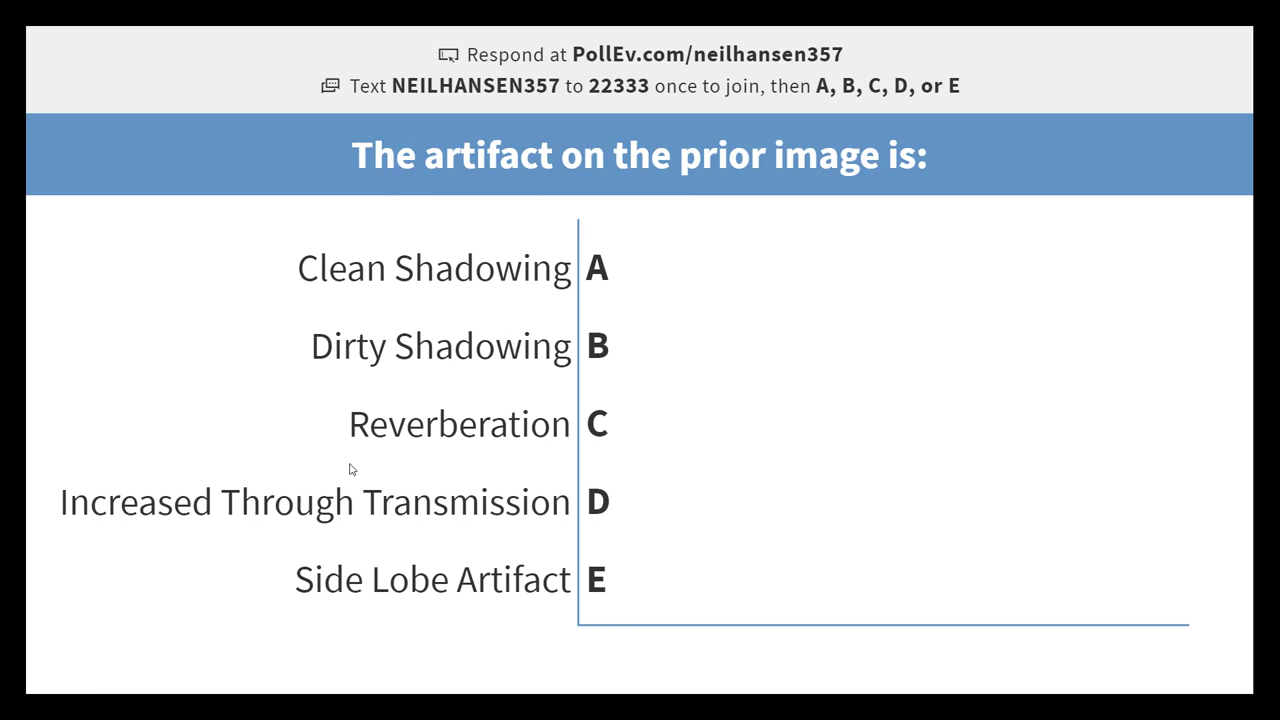 Respond at PollEv.com/neilhansen357
Text NEILHANSEN357 to 22333 once to join, then A, B, C, D, or E
The artifact on the prior image is:
Clean Shadowing A
Dirty Shadowing B
Reverberation C
Increased Through Transmission D
Side Lobe Artifact E